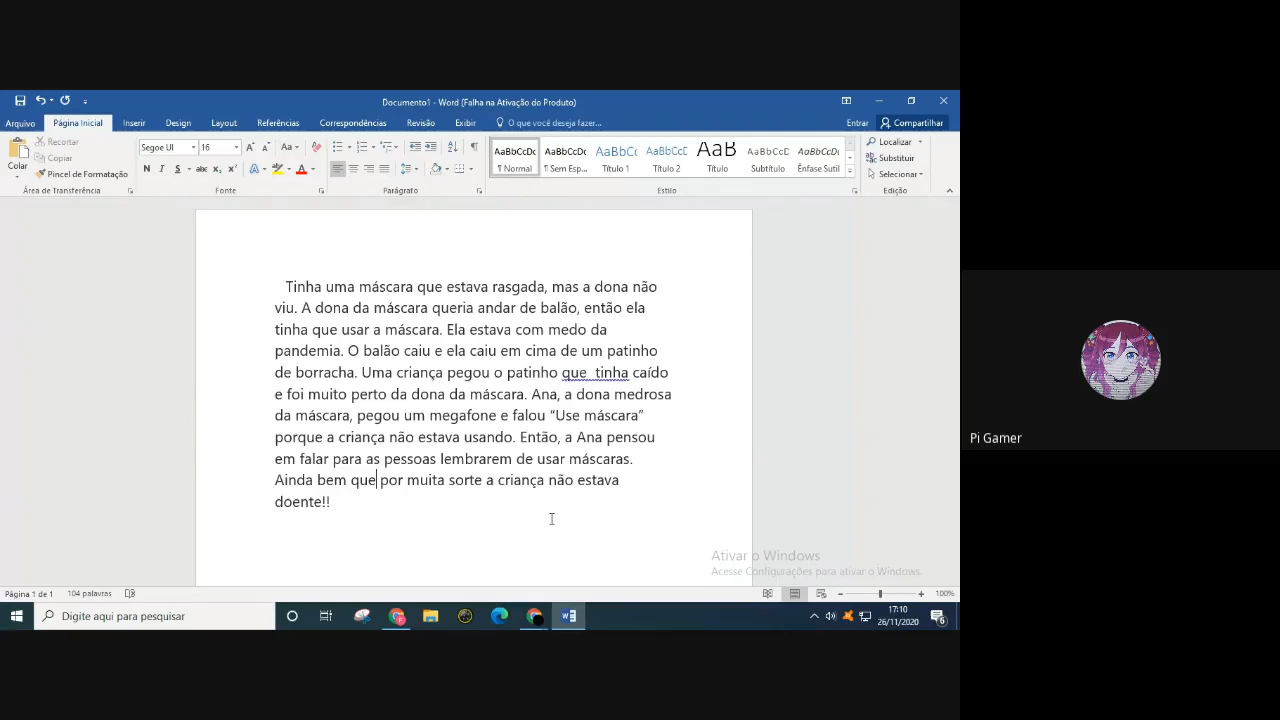 Documento1 - Word (Falha na Ativação do Produto)
Arquivo Página Inicial Inserir Design Layout Referências Correspondências Revisão Exibir O que você deseja fazer... Entrar Compartilhar
Colar
Recortar
Copiar
Pincel de Formatação
Área de Transferência
Segoe UI 16
N I S abc x₂ x²
Aa
A
Fonte
Parágrafo
AaBbCcDc AaBbCcDc AaBbCc AaBbCcD AaB AaBbCcD AaBbCcDc
¶ Normal ¶ Sem Esp... Título 1 Título 2 Título Subtítulo Ênfase Sutil
Estilo
Localizar
Substituir
Selecionar
Edição
Tinha uma máscara que estava rasgada, mas a dona não
viu. A dona da máscara queria andar de balão, então ela
tinha que usar a máscara. Ela estava com medo da
pandemia. O balão caiu e ela caiu em cima de um patinho
de borracha. Uma criança pegou o patinho que  tinha caído
e foi muito perto da dona da máscara. Ana, a dona medrosa
da máscara, pegou um megafone e falou “Use máscara”
porque a criança não estava usando. Então, a Ana pensou
em falar para as pessoas lembrarem de usar máscaras.
Ainda bem que por muita sorte a criança não estava
doente!!
Ativar o Windows
Acesse Configurações para ativar o Windows.
Página 1 de 1 104 palavras 100%
Digite aqui para pesquisar
17:10
26/11/2020
6
Pi Gamer